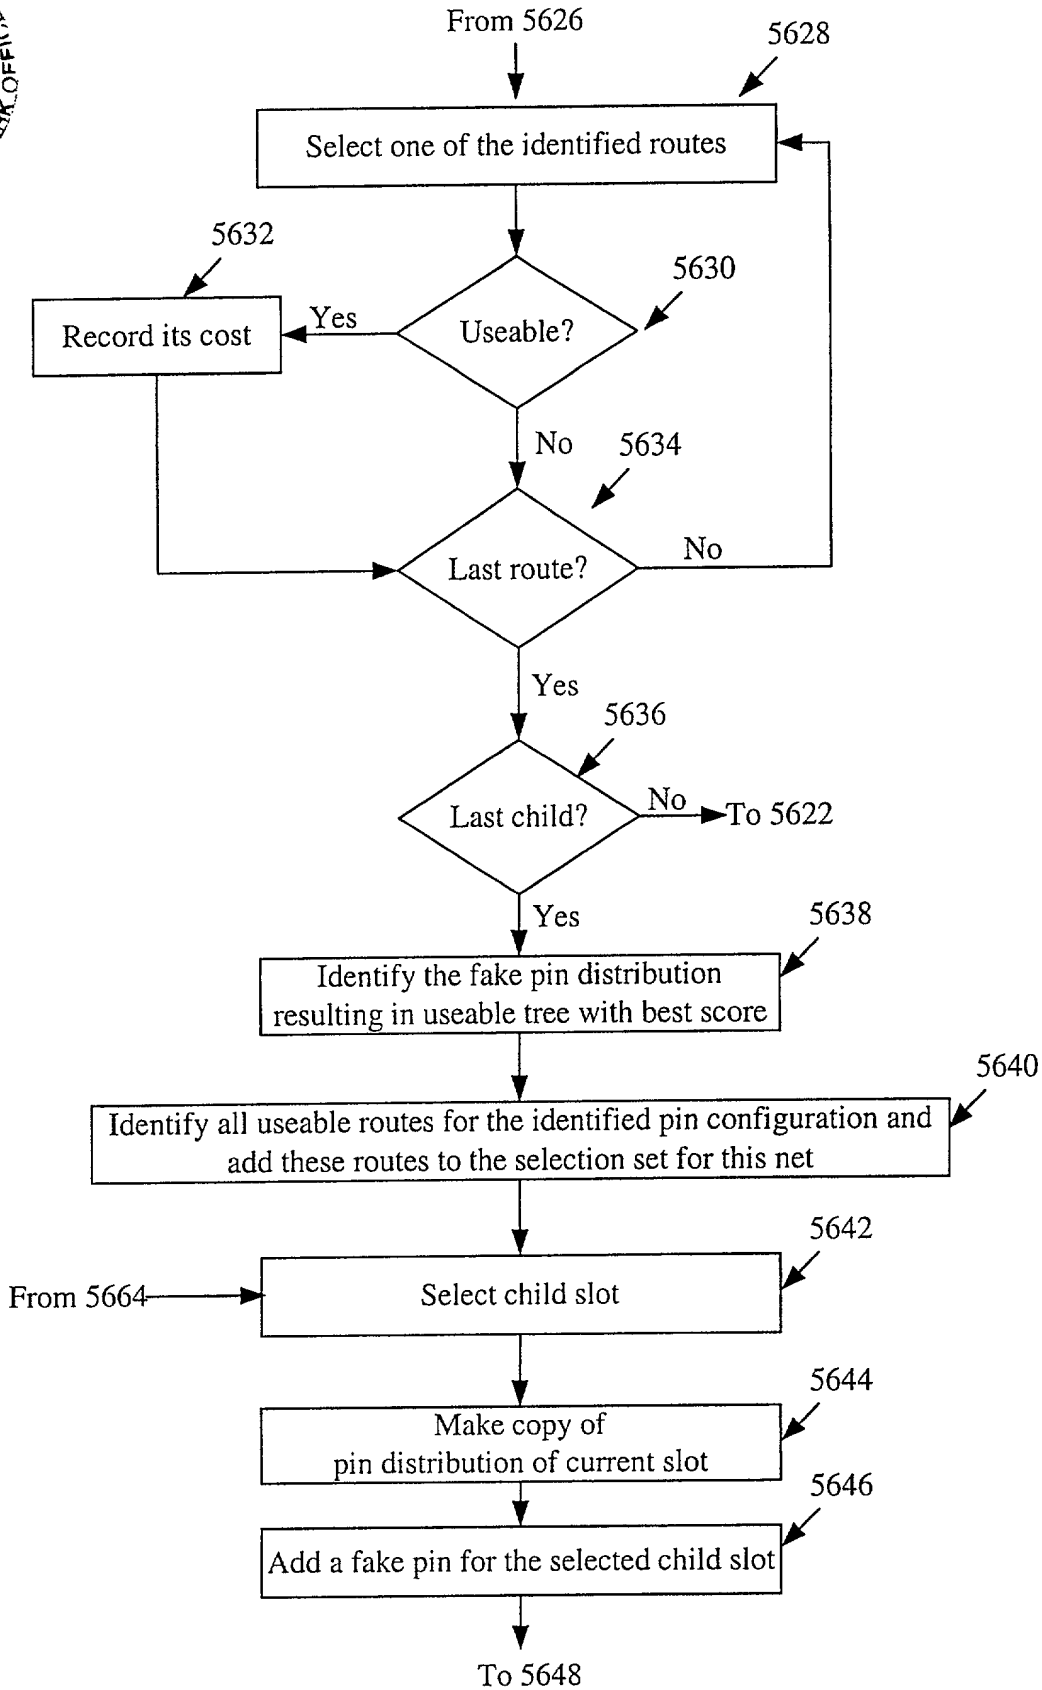 From 5626
5628
Select one of the identified routes
5632
5630
Record its cost
Yes
Useable?
No
5634
Last route?
No
Yes
5636
Last child?
No
To 5622
Yes
5638
Identify the fake pin distribution
resulting in useable tree with best score
5640
Identify all useable routes for the identified pin configuration and
add these routes to the selection set for this net
5642
From 5664
Select child slot
5644
Make copy of
pin distribution of current slot
5646
Add a fake pin for the selected child slot
To 5648